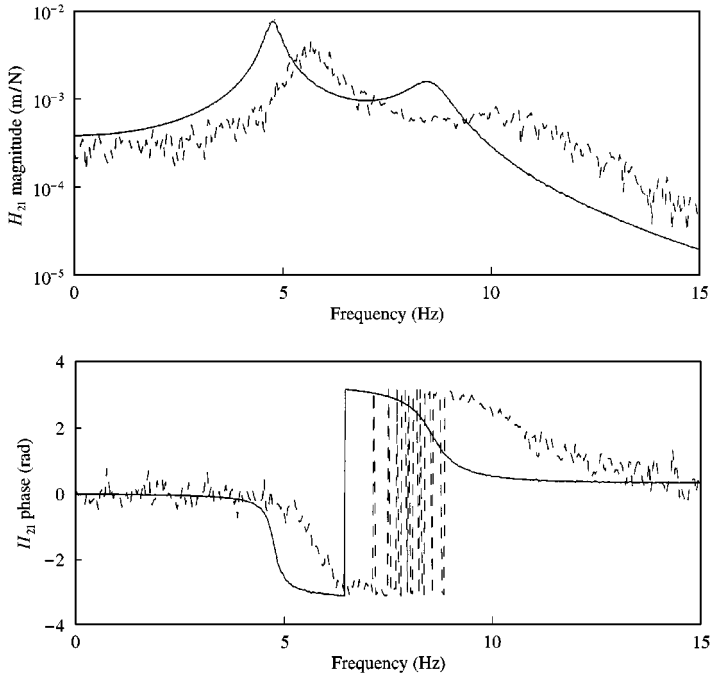 10⁻²
10⁻³
10⁻⁴
10⁻⁵
H₂₁ magnitude (m/N)
0 5 10 15
Frequency (Hz)
4
2
0
−2
−4
H₂₁ phase (rad)
0 5 10 15
Frequency (Hz)